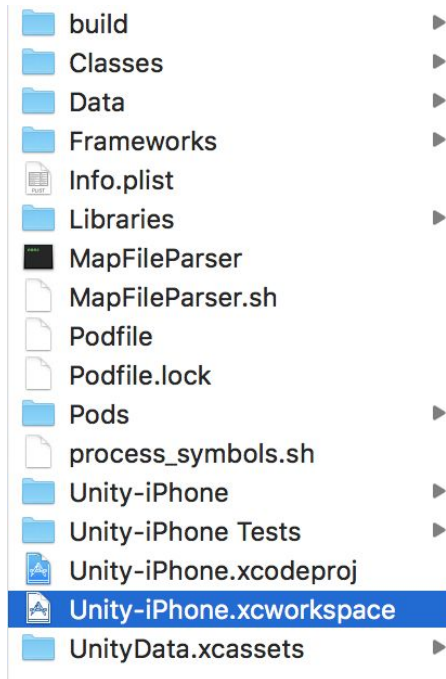 build
Classes
Data
Frameworks
Info.plist
Libraries
MapFileParser
MapFileParser.sh
Podfile
Podfile.lock
Pods
process_symbols.sh
Unity-iPhone
Unity-iPhone Tests
Unity-iPhone.xcodeproj
Unity-iPhone.xcworkspace
UnityData.xcassets